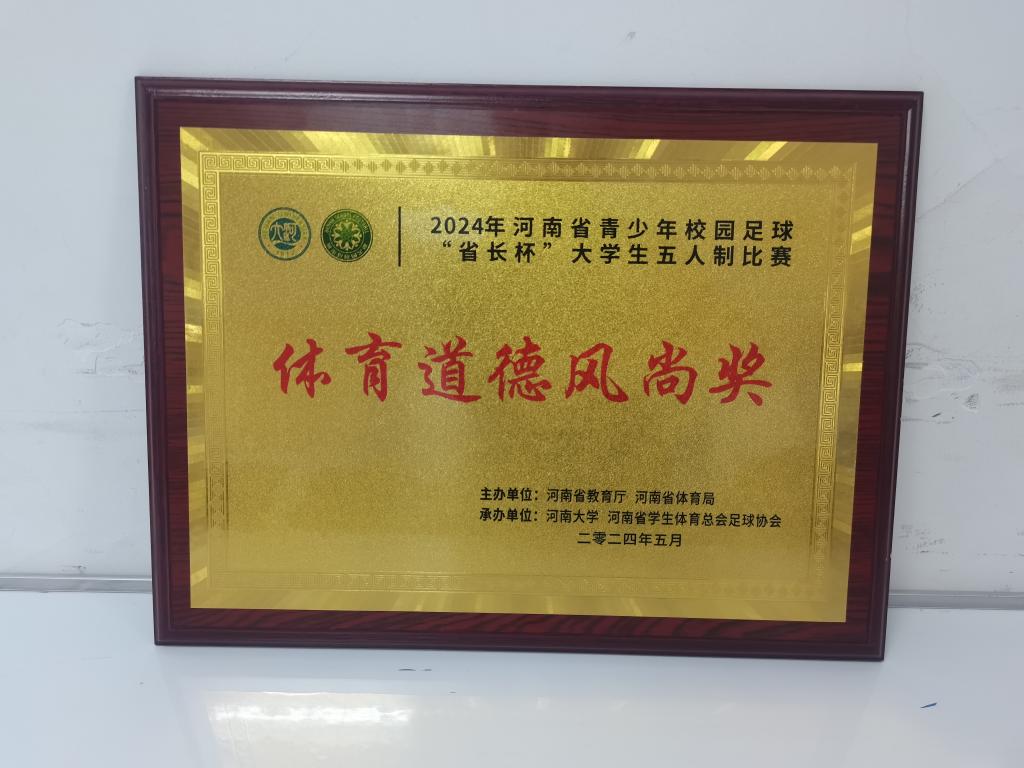 2024年河南省青少年校园足球
“省长杯”大学生五人制比赛
体育道德风尚奖
主办单位：河南省教育厅 河南省体育局
承办单位：河南大学 河南省学生体育总会足球协会
二零二四年五月